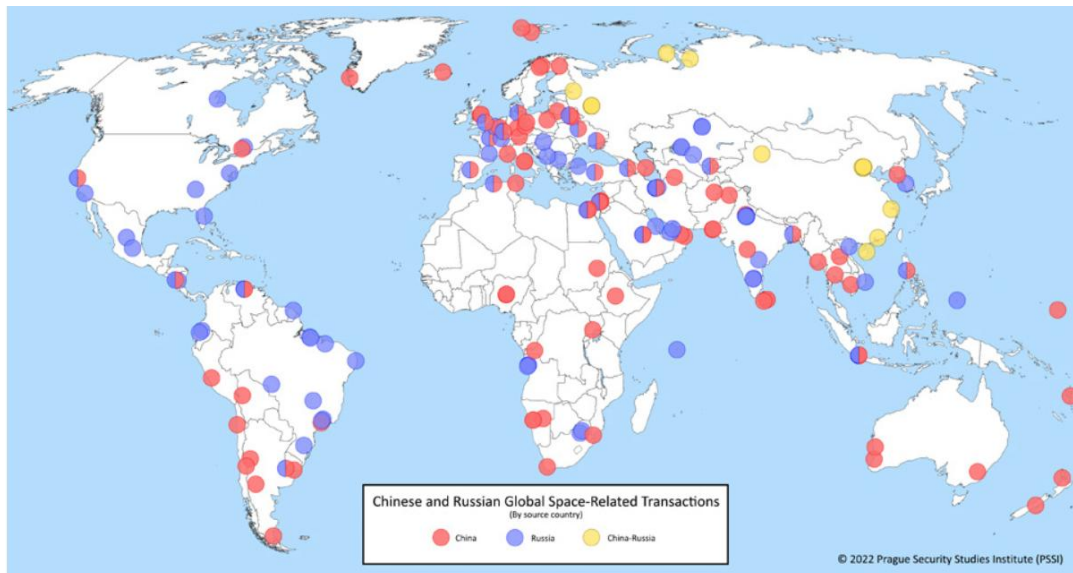 Chinese and Russian Global Space-Related Transactions
(By source country)
China Russia China-Russia
© 2022 Prague Security Studies Institute (PSSI)